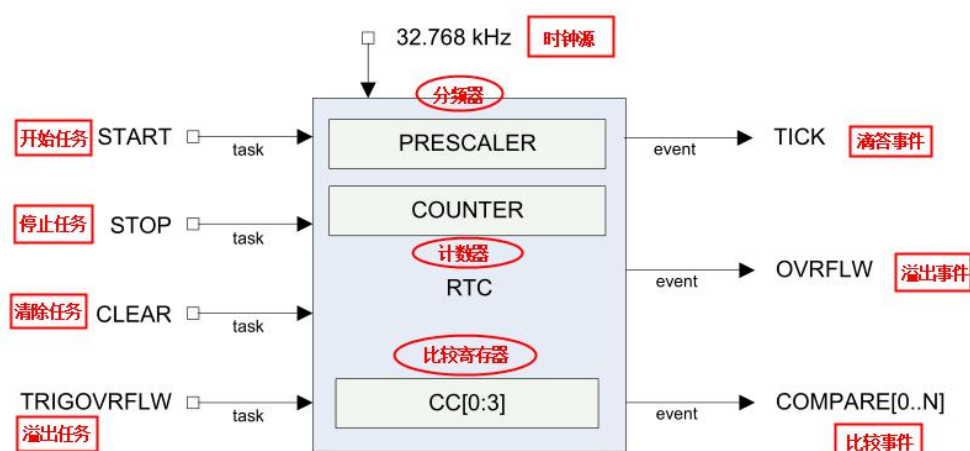 32.768 kHz 时钟源
分频器
开始任务 START task PRESCALER event TICK 滴答事件
停止任务 STOP task COUNTER
计数器
RTC event OVRFLW 溢出事件
清除任务 CLEAR task
比较寄存器
TRIGOVRFLW task CC[0:3] event COMPARE[0..N]
溢出任务 比较事件